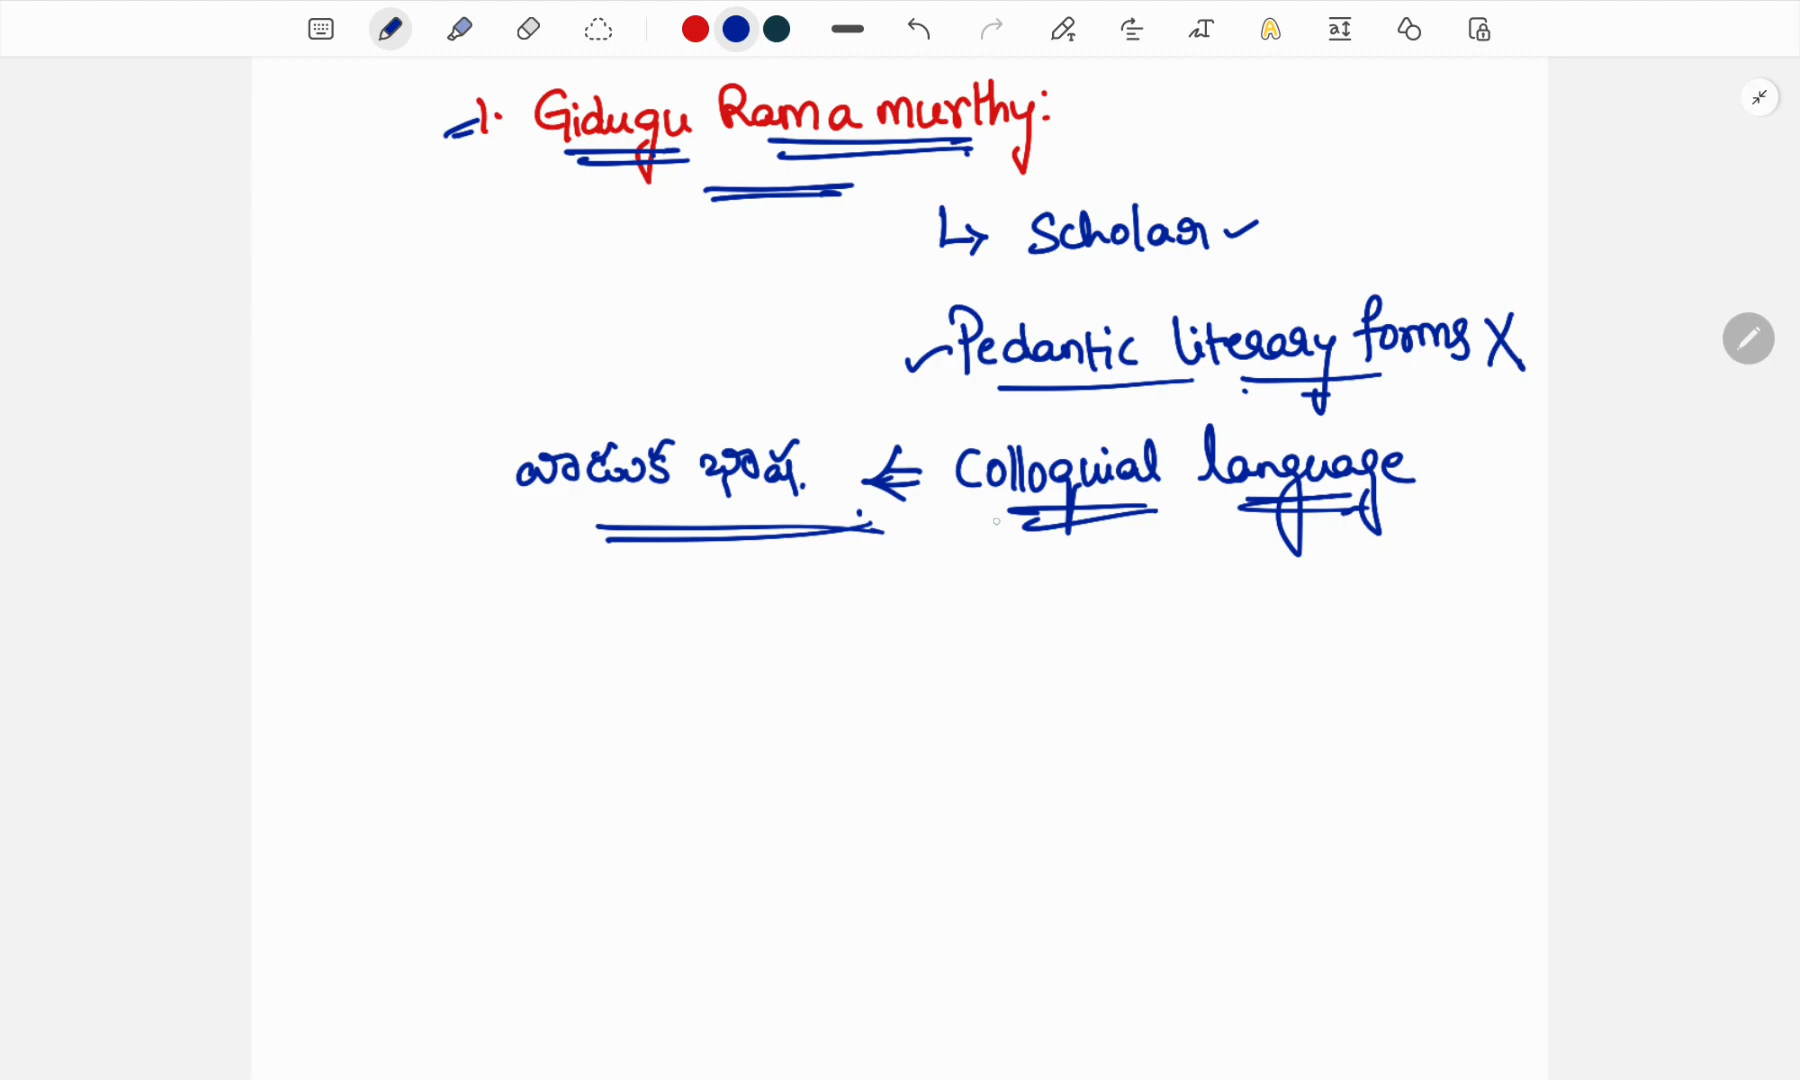 1. Gidugu Rama murthy:
↳ Scholar ✓
✓ Pedantic literary forms X
వాడుక భాష. ⇐ Colloquial language